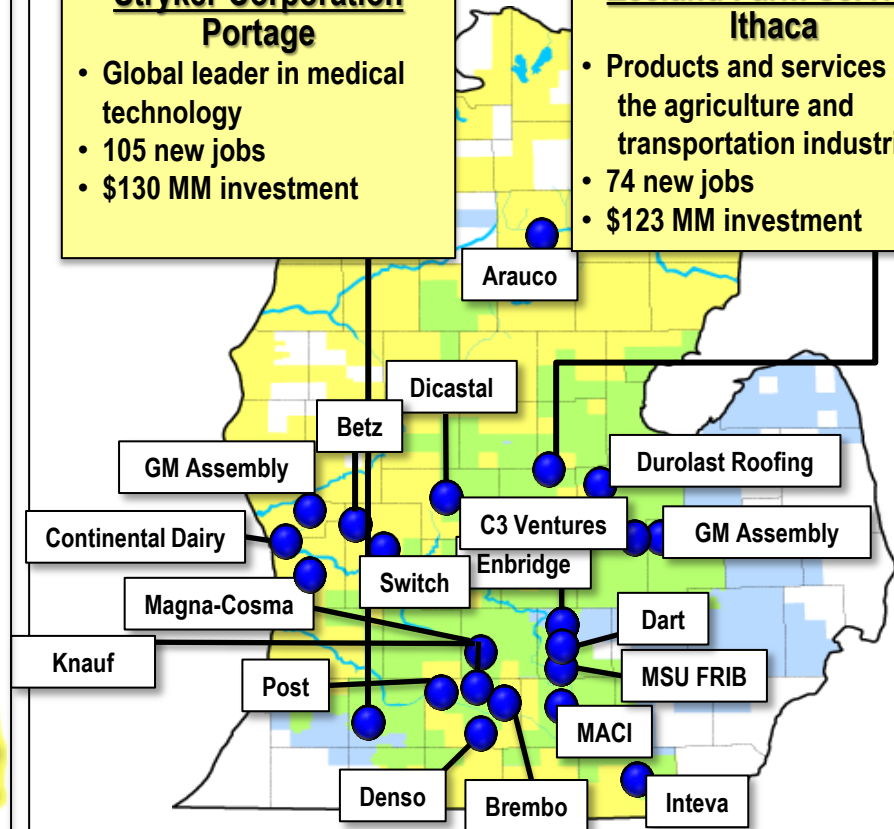 Stryker Corporation
Portage
• Global leader in medical
technology
• 105 new jobs
• $130 MM investment
Ithaca
• Products and services
the agriculture and
transportation
• 74 new jobs
• $123 MM investment
Arauco
Dicastal
Betz
GM Assembly
Durolast Roofing
C3 Ventures
GM Assembly
Continental Dairy
Enbridge
Switch
Magna-Cosma
Dart
Knauf
MSU FRIB
Post
MACI
Denso
Brembo
Inteva